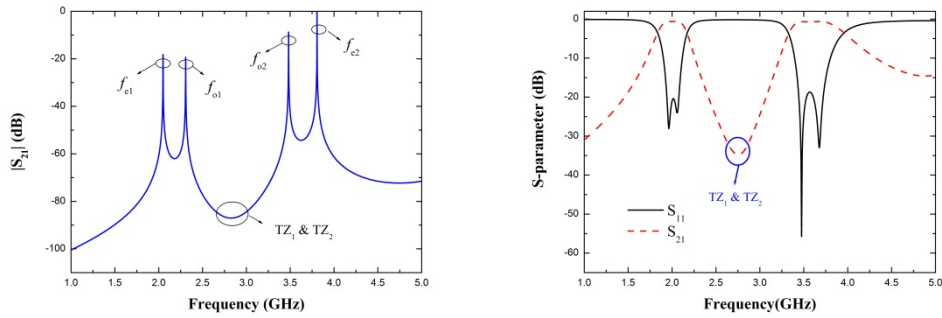 0
-20
-40
-60
-80
-100
|S21| (dB)
fe1
fo1
fo2
fe2
TZ1 & TZ2
1.0 1.5 2.0 2.5 3.0 3.5 4.0 4.5 5.0
Frequency (GHz)
0
-10
-20
-30
-40
-50
-60
S-parameter (dB)
TZ1 & TZ2
S11
S21
1.0 1.5 2.0 2.5 3.0 3.5 4.0 4.5 5.0
Frequency(GHz)